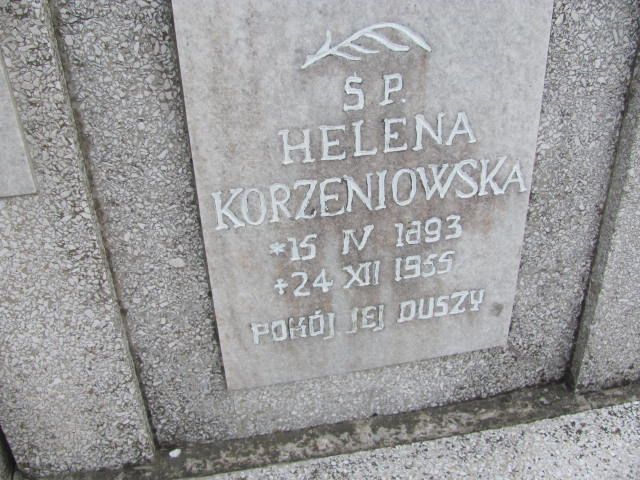 Ś P.
HELENA
KORZENIOWSKA
*15 IV 1893
+24 XII 1955
POKÓJ JEJ DUSZY